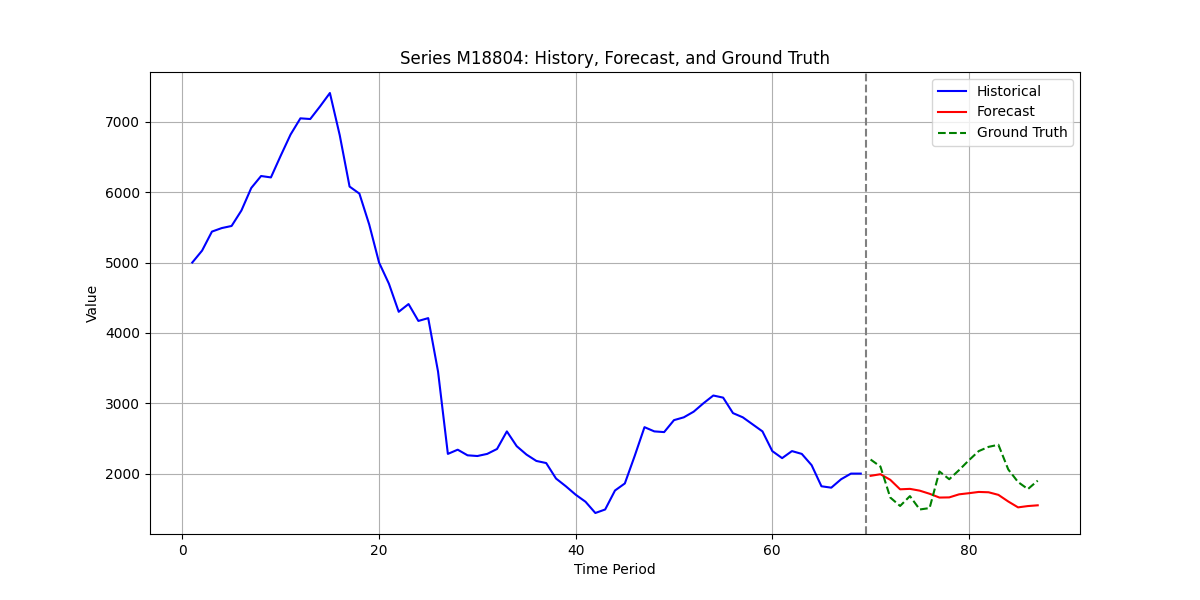 Series M18804: History, Forecast, and Ground Truth
Historical
Forecast
Ground Truth
Value
7000
6000
5000
4000
3000
2000
0
20
40
60
80
Time Period